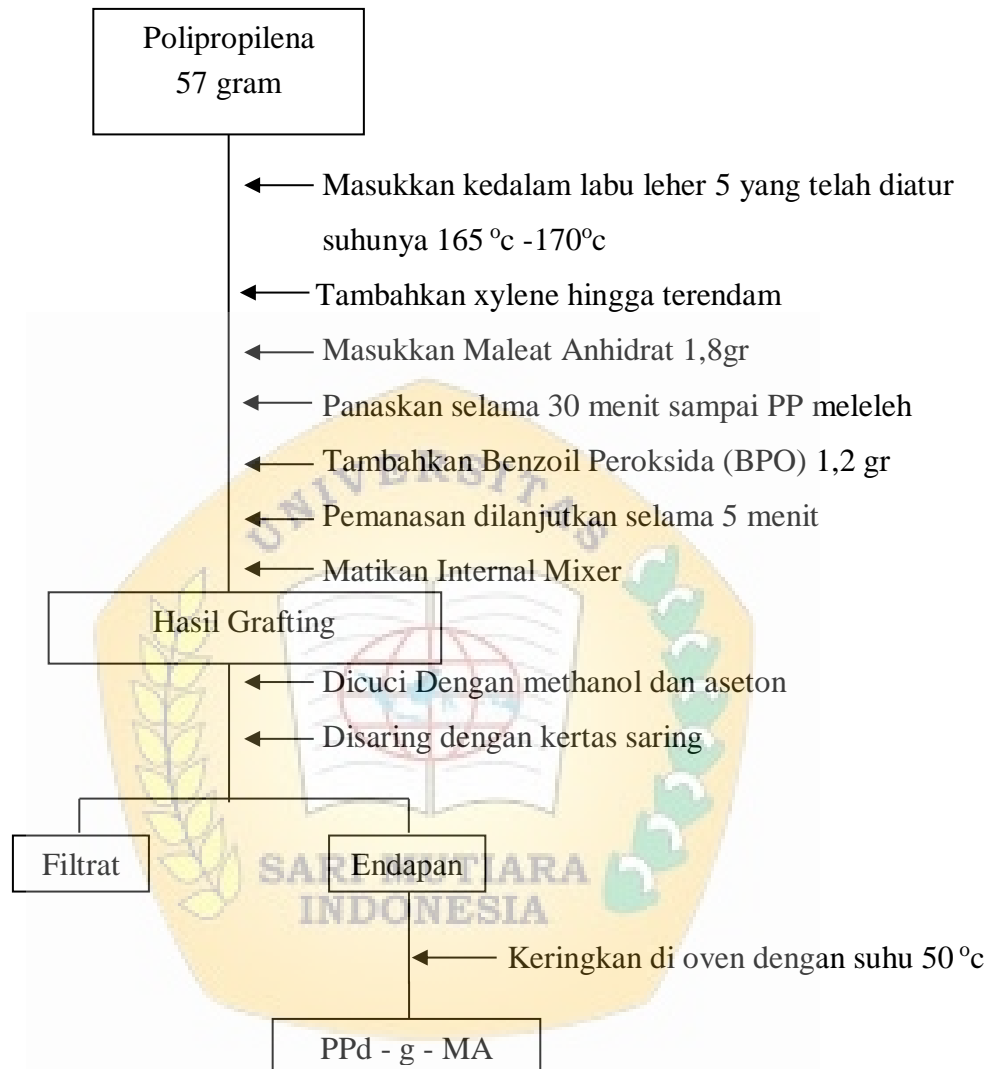 Polipropilena
57 gram
Masukkan kedalam labu leher 5 yang telah diatur
suhunya 165 °c -170°c
Tambahkan xylene hingga terendam
Masukkan Maleat Anhidrat 1,8gr
Panaskan selama 30 menit sampai PP meleleh
Tambahkan Benzoil Peroksida (BPO) 1,2 gr
UNIVERSITAS
Pemanasan dilanjutkan selama 5 menit
Matikan Internal Mixer
Hasil Grafting
Dicuci Dengan methanol dan aseton
Disaring dengan kertas saring
Filtrat
Endapan
SARI MUTIARA
INDONESIA
Keringkan di oven dengan suhu 50 °c
PPd - g - MA